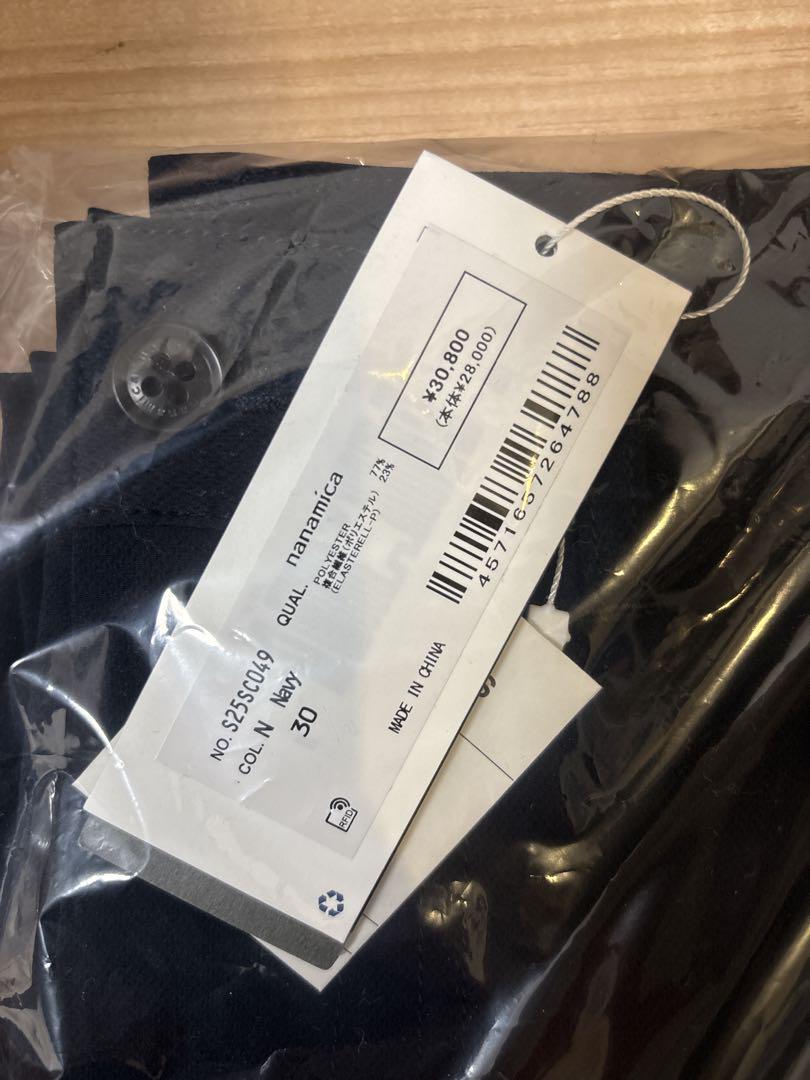 nanamica
¥30,800
(本体¥28,000)
4571657264788
nanamica
QUAL. POLYESTER 77%
複合繊維(ポリエステル) 23%
(ELASTERELL-P)
NO. S25SC049
COL. N Navy
30
MADE IN CHINA
RFID